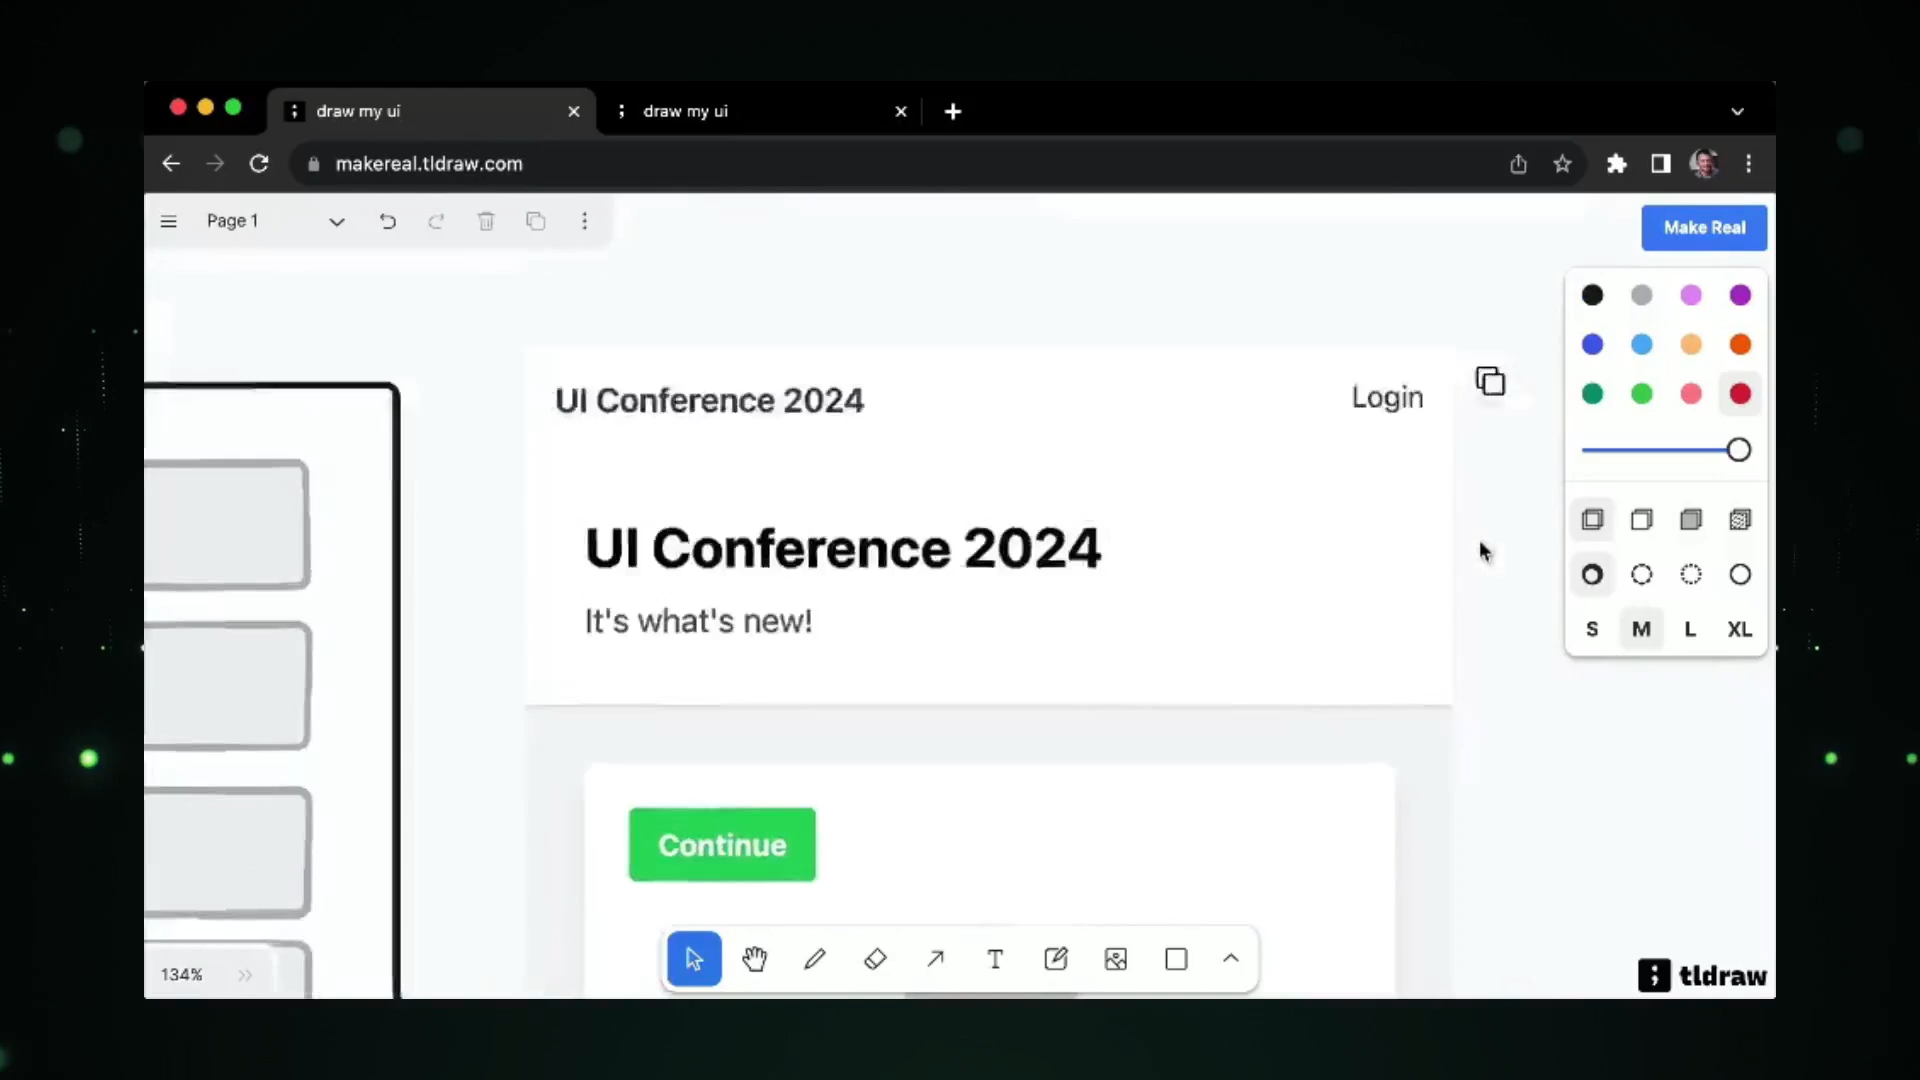 draw my ui
draw my ui
makereal.tldraw.com
Page 1
Make Real
UI Conference 2024
Login
UI Conference 2024
It's what's new!
S M L XL
Continue
134%
tldraw